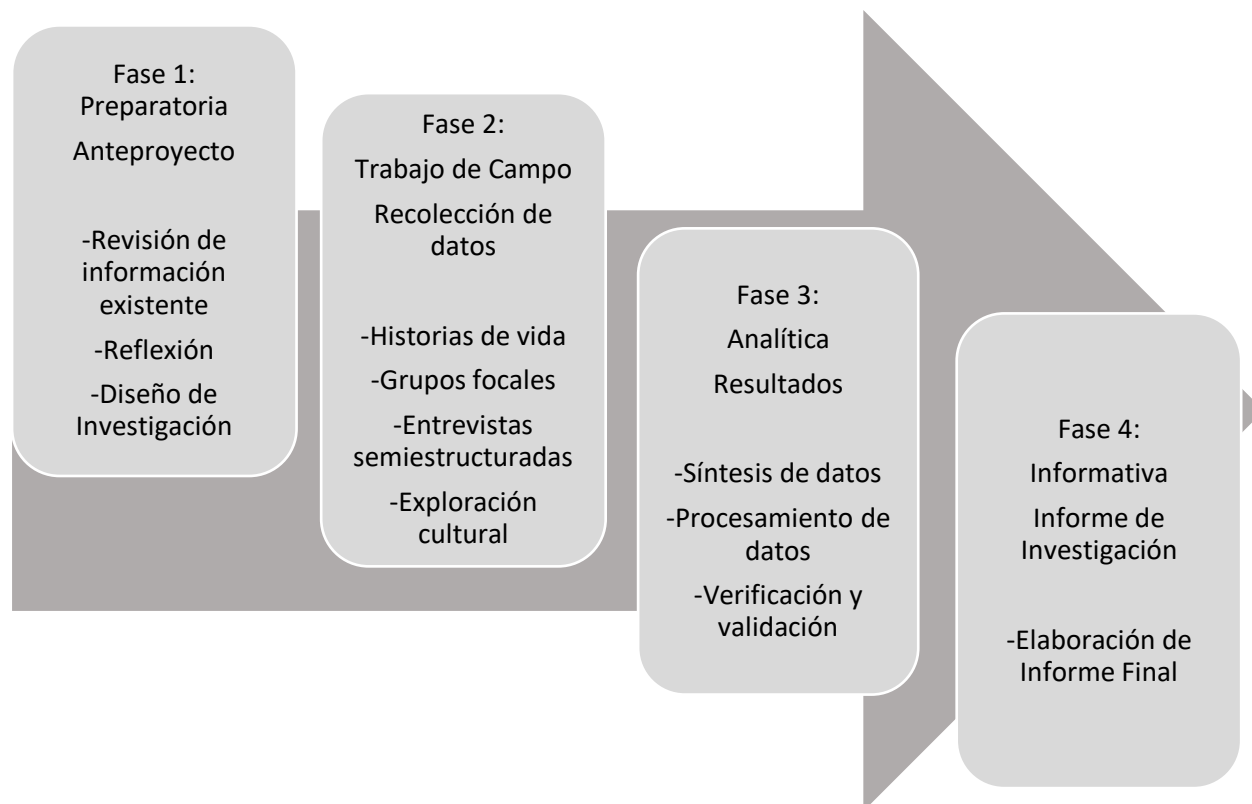 Fase 1:
Preparatoria
Anteproyecto
-Revisión de
información
existente
-Reflexión
-Diseño de
Investigación
Fase 2:
Trabajo de Campo
Recolección de
datos
-Historias de vida
-Grupos focales
-Entrevistas
semiestructuradas
-Exploración
cultural
Fase 3:
Analítica
Resultados
-Síntesis de datos
-Procesamiento de
datos
-Verificación y
validación
Fase 4:
Informativa
Informe de
Investigación
-Elaboración de
Informe Final